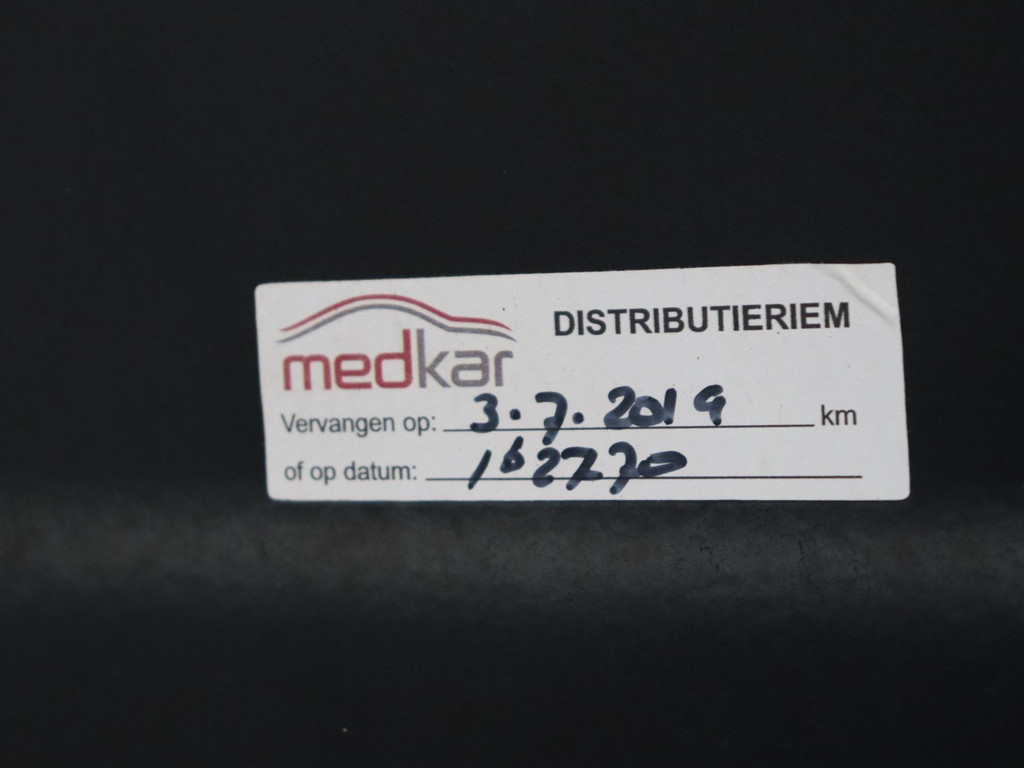 medkar
DISTRIBUTIERIEM
Vervangen op: 3.7.2019 km
of op datum: 162770